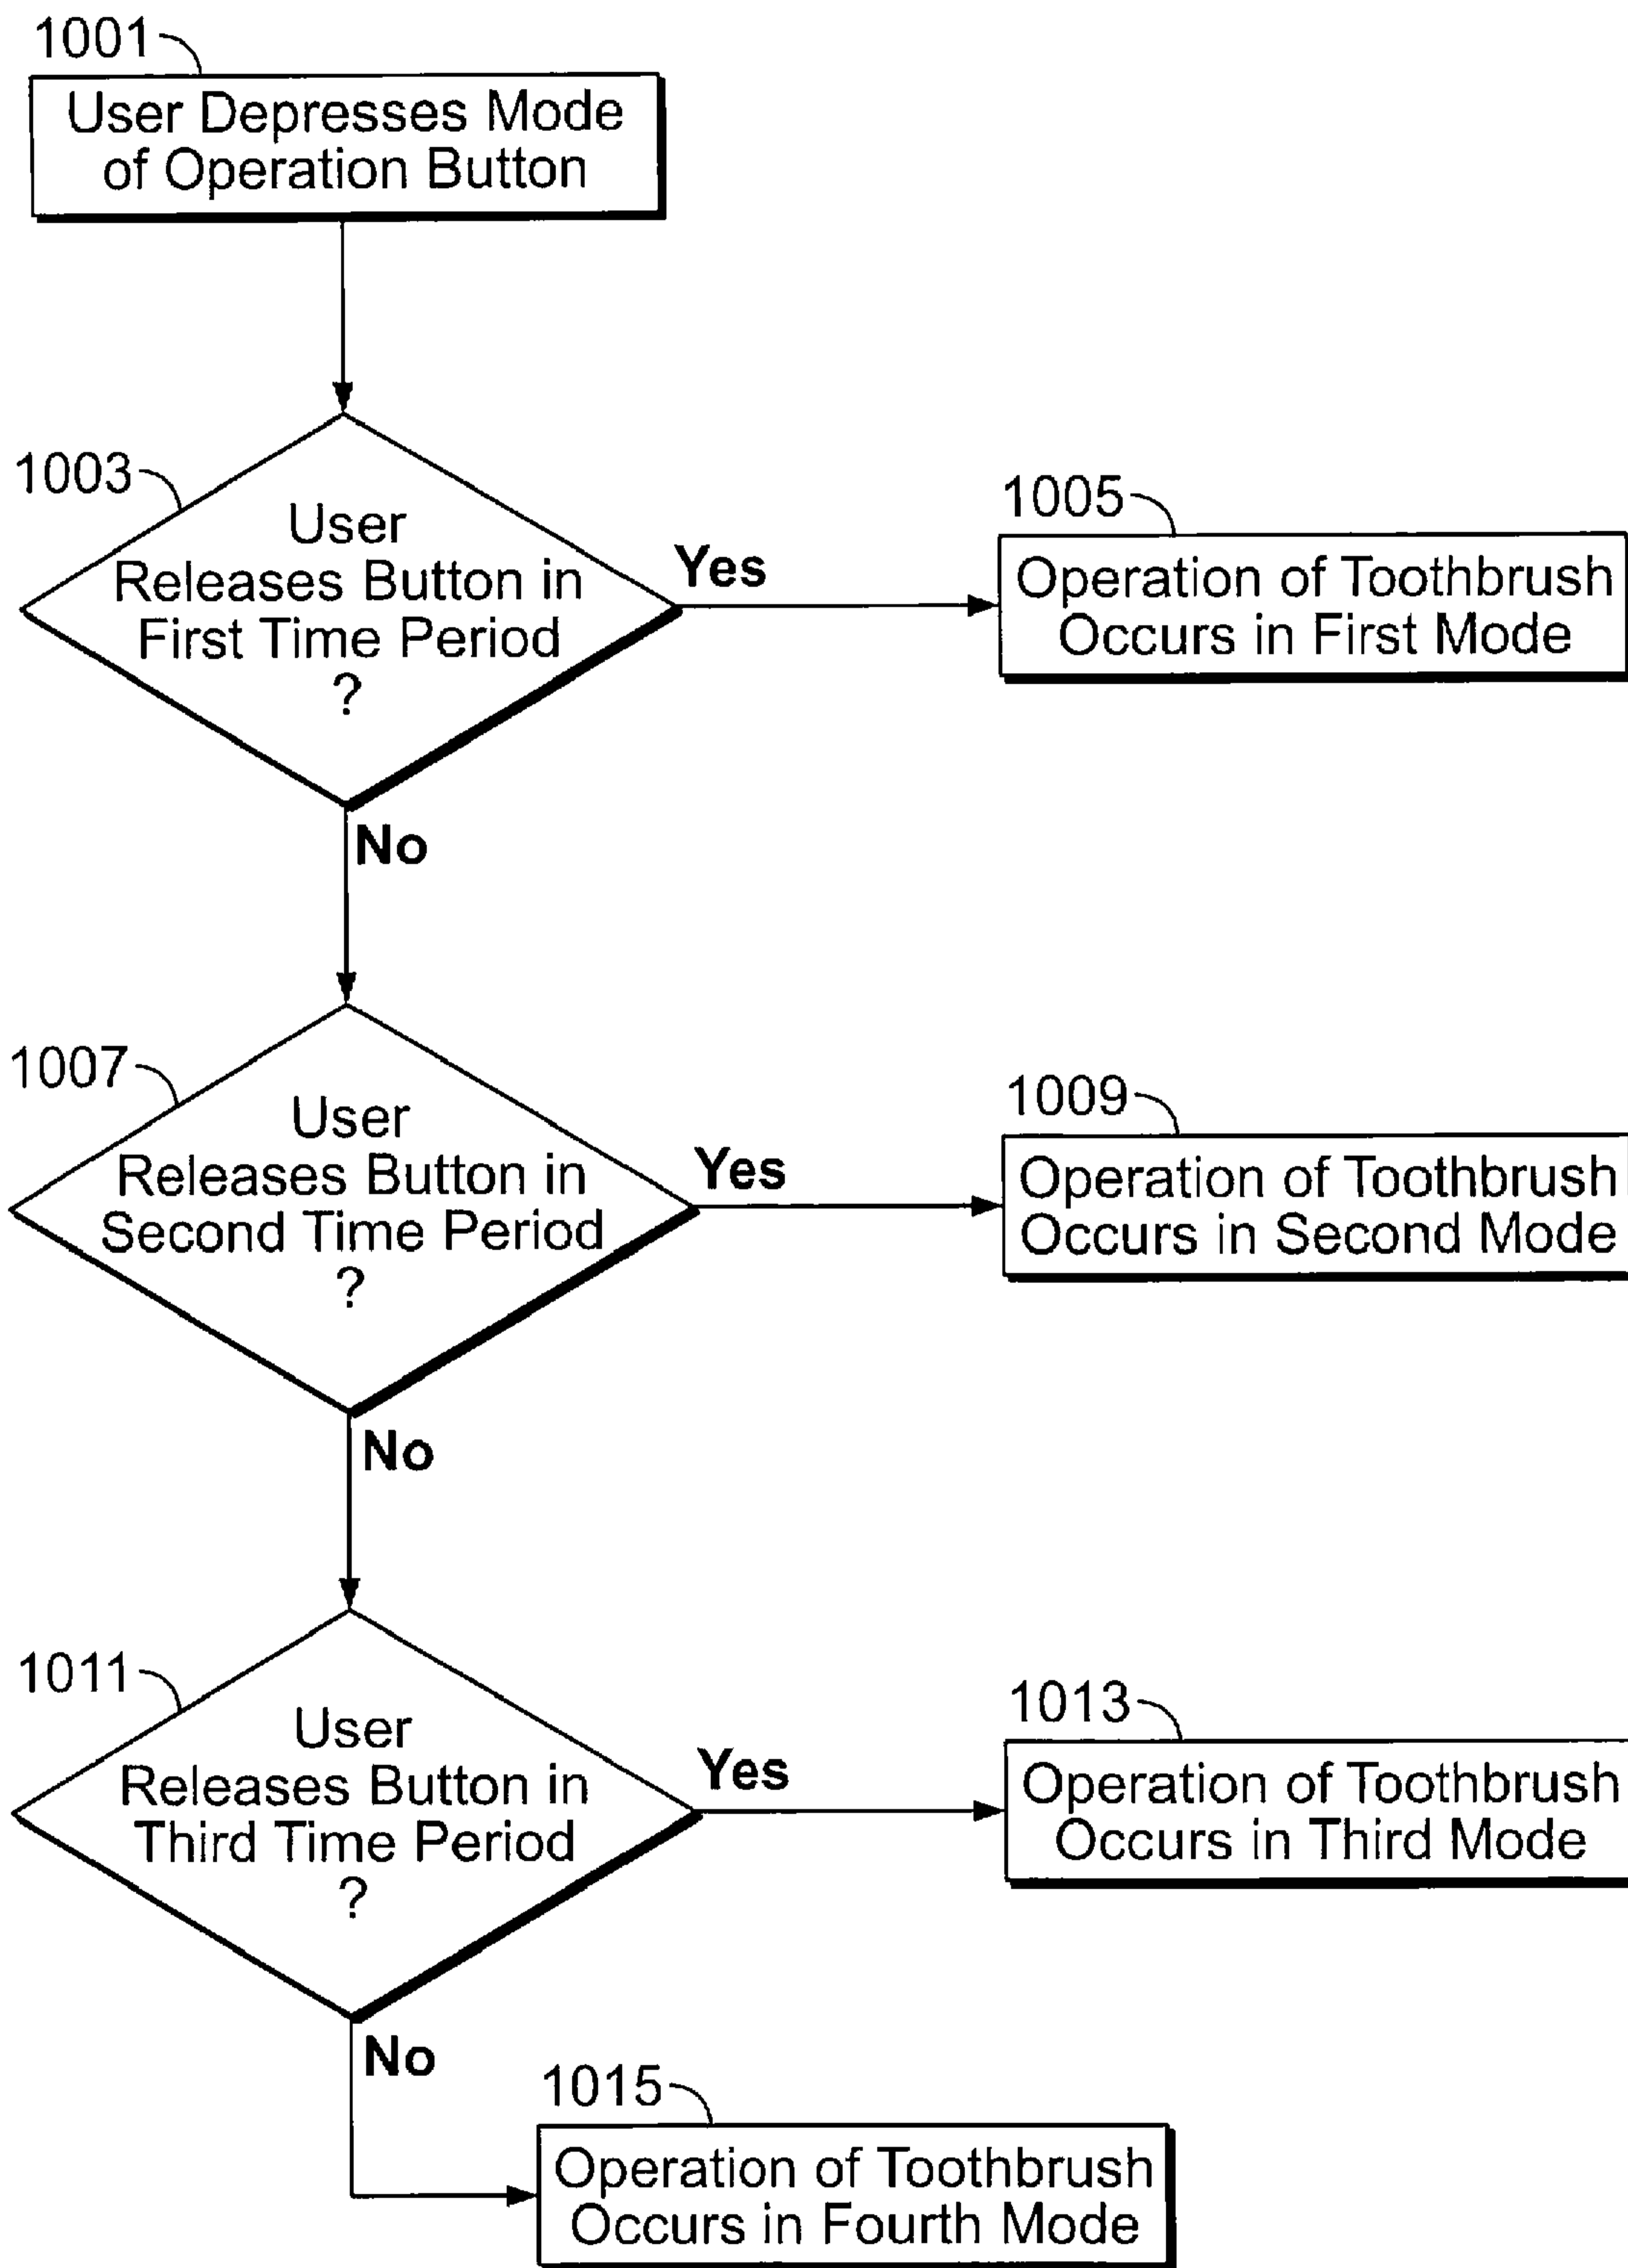 1001
User Depresses Mode
of Operation Button
1003
User
Releases Button in
First Time Period
?
Yes
1005
Operation of Toothbrush
Occurs in First Mode
No
1007
User
Releases Button in
Second Time Period
?
Yes
1009
Operation of Toothbrush
Occurs in Second Mode
No
1011
User
Releases Button in
Third Time Period
?
Yes
1013
Operation of Toothbrush
Occurs in Third Mode
No
1015
Operation of Toothbrush
Occurs in Fourth Mode